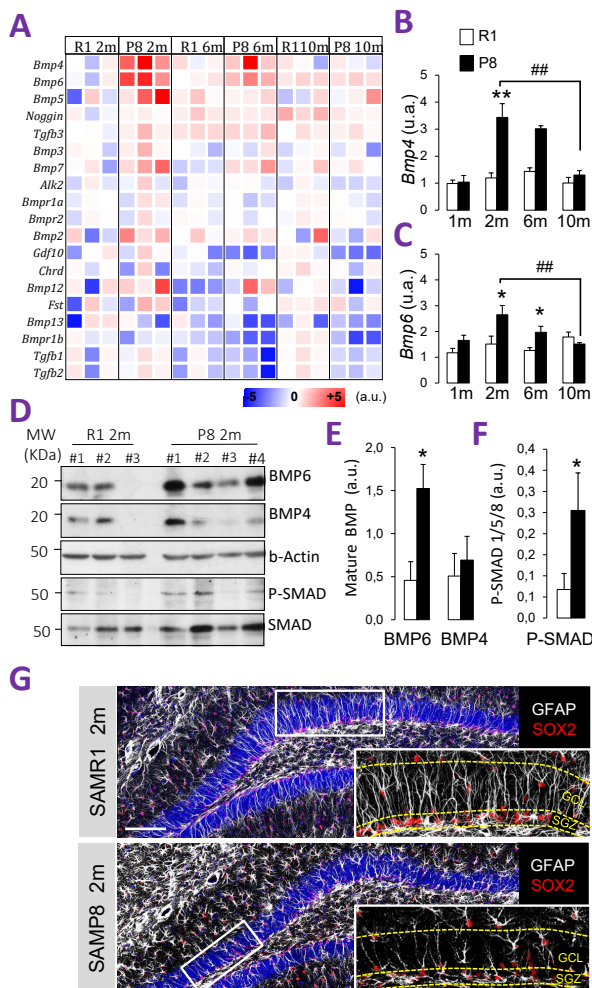 A
R1 2m P8 2m R1 6m P8 6m R110m P8 10m
Bmp4
Bmp6
Bmp5
Noggin
Tgfb3
Bmp3
Bmp7
Alk2
Bmpr1a
Bmpr2
Bmp2
Gdf10
Chrd
Bmp12
Fst
Bmp13
Bmpr1b
Tgfb1
Tgfb2
-5 0 +5 (a.u.)
B
R1
P8
Bmp4 (u.a.)
5
4
3
2
1
0
** ##
1m 2m 6m 10m
C
Bmp6 (u.a.)
5
4
3
2
1
0
* * ##
1m 2m 6m 10m
D
MW
(KDa)
R1 2m P8 2m
#1 #2 #3 #1 #2 #3 #4
20 BMP6
20 BMP4
50 b-Actin
50 P-SMAD
50 SMAD
E
Mature BMP (a.u.)
2,0
1,5
1,0
0,5
0,0
*
BMP6 BMP4
F
P-SMAD 1/5/8 (a.u.)
0,4
0,3
0,3
0,2
0,2
0,1
0,1
0,0
*
P-SMAD
G
SAMR1 2m
GFAP
SOX2
GCL
SGZ
SAMP8 2m
GFAP
SOX2
GCL
SGZ